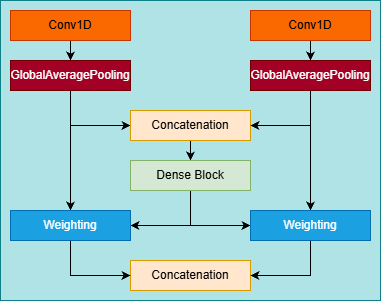 Conv1D
Conv1D
GlobalAveragePooling
GlobalAveragePooling
Concatenation
Dense Block
Weighting
Weighting
Concatenation